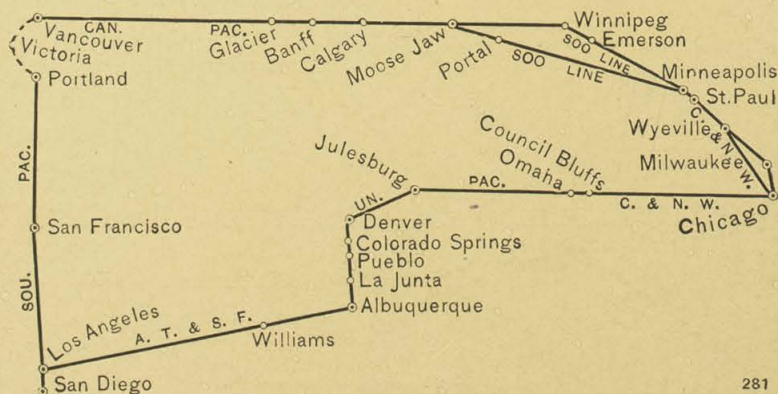 CAN. PAC.
Vancouver
Victoria
Portland
Glacier
Banff
Calgary
Moose Jaw
Portal
Winnipeg
Emerson
SOO LINE
SOO LINE
Minneapolis
St. Paul
C. & N. W.
Wyeville
Milwaukee
Chicago
Julesburg
UN. PAC.
Council Bluffs
Omaha
C. & N. W.
PAC.
SOU.
San Francisco
Denver
Colorado Springs
Pueblo
La Junta
Albuquerque
Los Angeles
A. T. & S. F.
Williams
San Diego
281